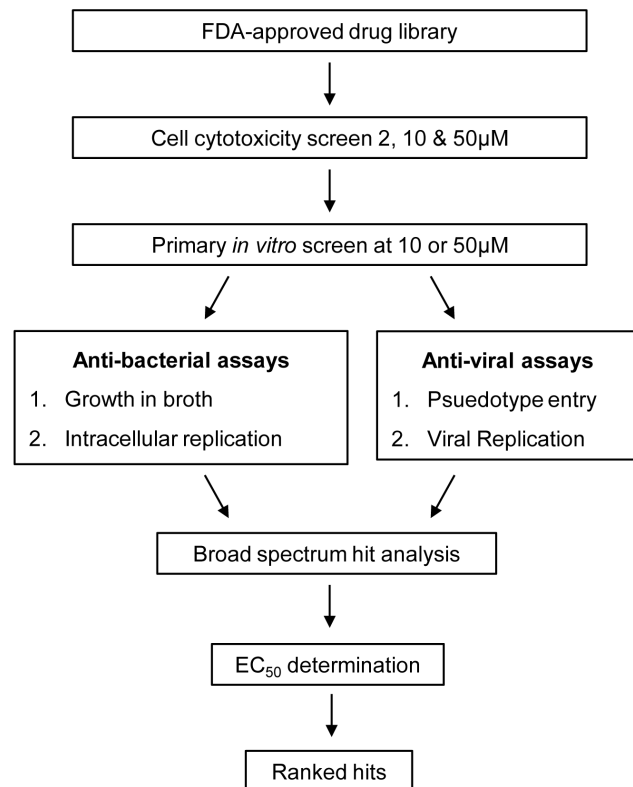 FDA-approved drug library
Cell cytotoxicity screen 2, 10 & 50µM
Primary in vitro screen at 10 or 50µM
Anti-bacterial assays
1. Growth in broth
2. Intracellular replication
Anti-viral assays
1. Psuedotype entry
2. Viral Replication
Broad spectrum hit analysis
EC₅₀ determination
Ranked hits